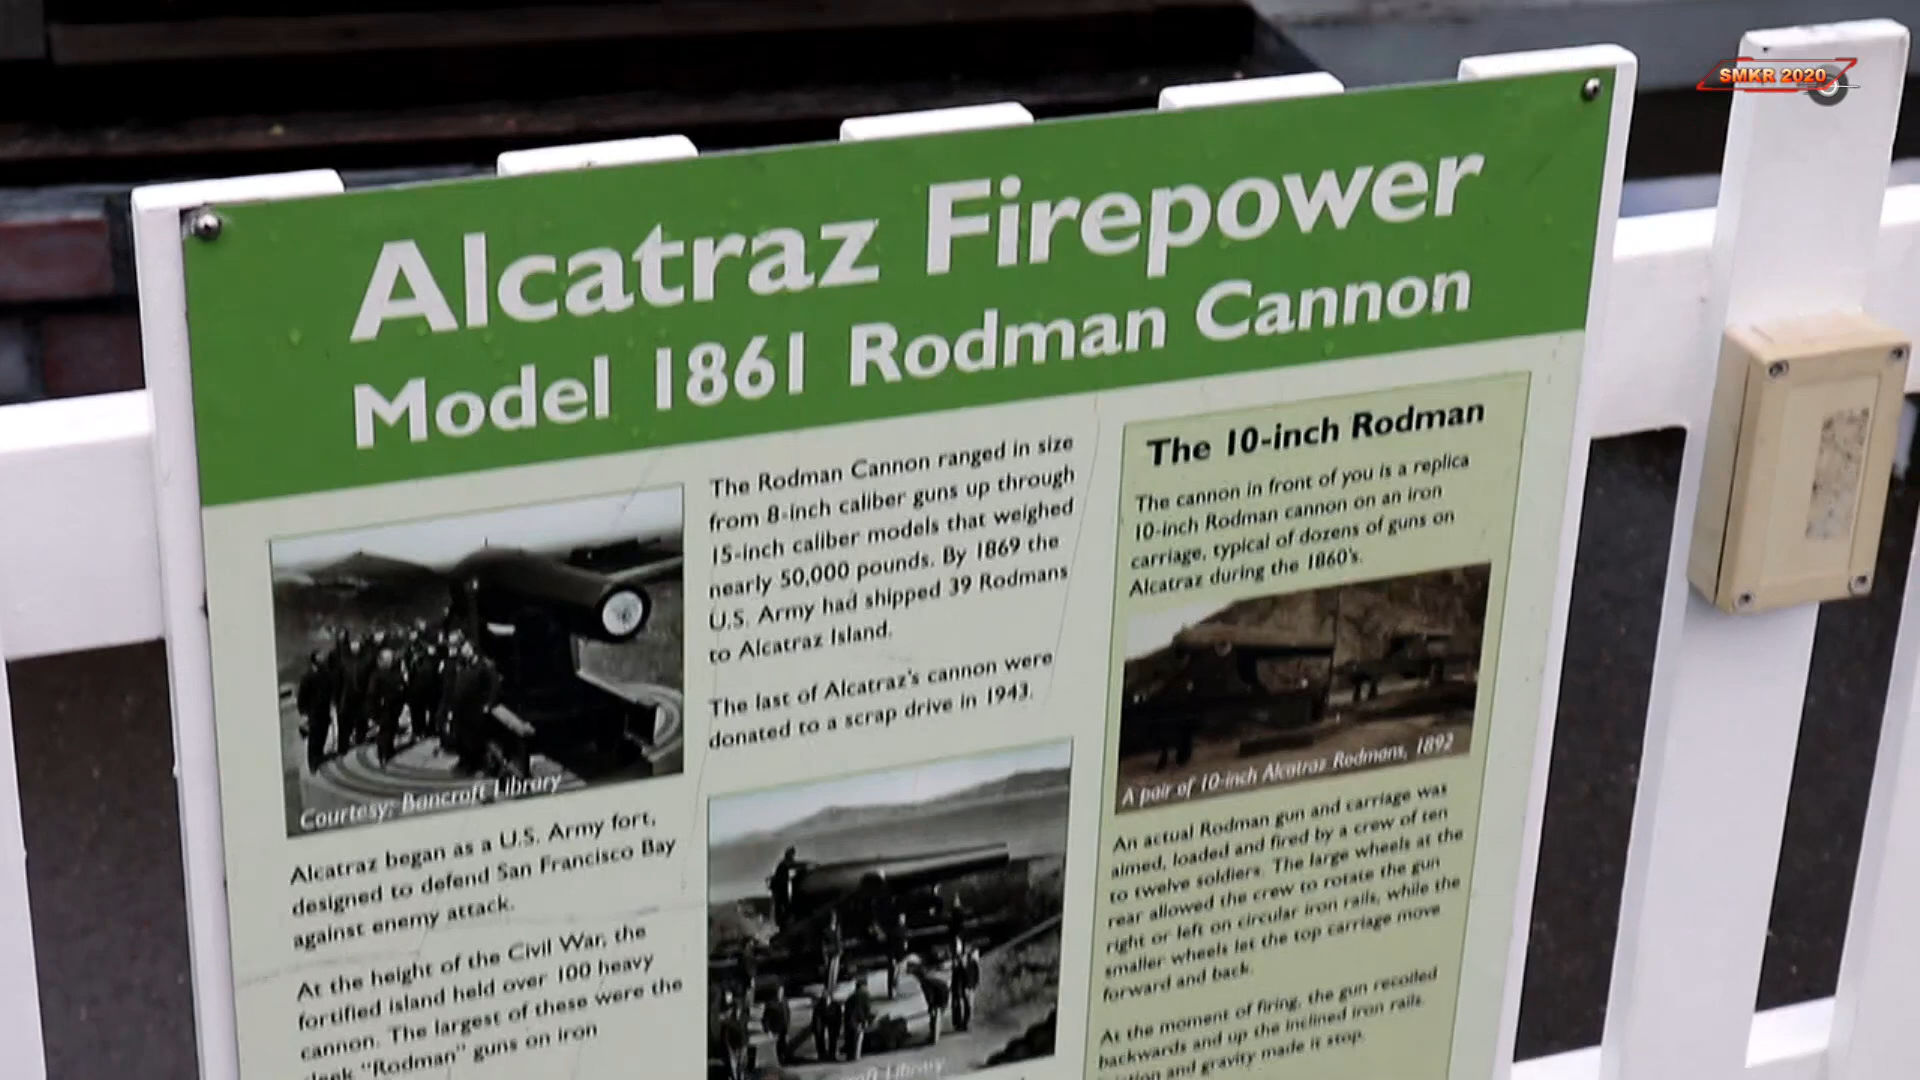 SMKR 2020
Alcatraz Firepower
Model 1861 Rodman Cannon
Courtesy: Bancroft Library
Alcatraz began as a U.S. Army fort,
designed to defend San Francisco Bay
against enemy attack.
At the height of the Civil War, the
fortified island held over 100 heavy
cannon. The largest of these were the
"Rodman" guns on iron
The Rodman Cannon ranged in size
from 8-inch caliber guns up through
15-inch caliber models that weighed
nearly 50,000 pounds. By 1869 the
U.S. Army had shipped 39 Rodmans
to Alcatraz Island.
The last of Alcatraz's cannon were
donated to a scrap drive in 1943.
Library
The 10-inch Rodman
The cannon in front of you is a replica
10-inch Rodman cannon on an iron
carriage, typical of dozens of guns on
Alcatraz during the 1860's.
A pair of 10-inch Alcatraz Rodmans, 1892
An actual Rodman gun and carriage was
aimed, loaded and fired by a crew of ten
to twelve soldiers. The large wheels at the
rear allowed the crew to rotate the gun
right or left on circular iron rails, while the
smaller wheels let the top carriage move
forward and back.
At the moment of firing, the gun recoiled
backwards and up the inclined iron rails.
and gravity made it stop.